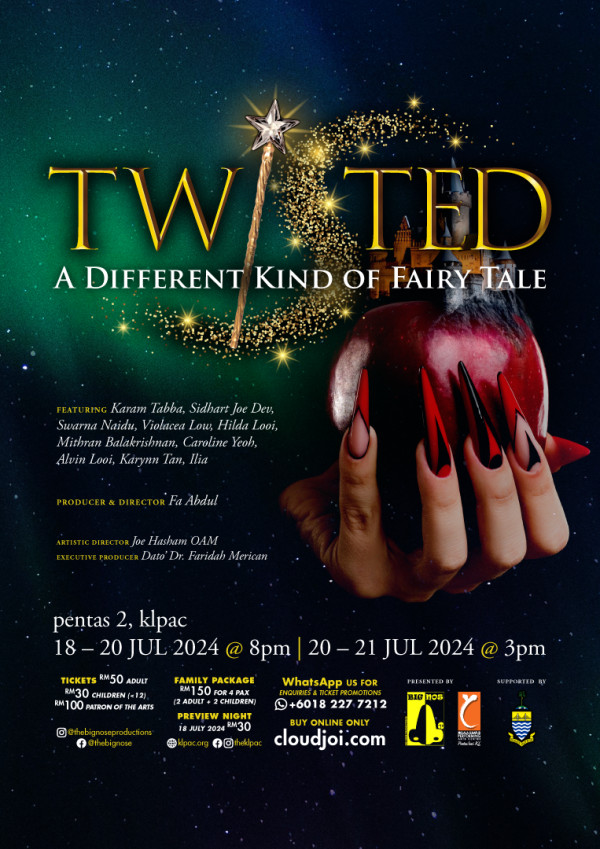 TWISTED
A DIFFERENT KIND OF FAIRY TALE
FEATURING Karam Tabba, Sidhart Joe Dev,
Swarna Naidu, Violacea Low, Hilda Looi,
Mithran Balakrishnan, Caroline Yeoh,
Alvin Looi, Karynn Tan, Ilia
PRODUCER & DIRECTOR Fa Abdul
ARTISTIC DIRECTOR Joe Hasham OAM
EXECUTIVE PRODUCER Dato' Dr. Faridah Merican
pentas 2, klpac
18 – 20 JUL 2024 @ 8pm | 20 – 21 JUL 2024 @ 3pm
TICKETS RM50 ADULT
RM30 CHILDREN (<12)
RM100 PATRON OF THE ARTS
@thebignoseproductions
@thebignose
FAMILY PACKAGE
RM150 FOR 4 PAX
(2 ADULT + 2 CHILDREN)
PREVIEW NIGHT
18 JULY 2024 RM30
klpac.org theklpac
WhatsApp US FOR
ENQUIRIES & TICKET PROMOTIONS
+6018 227 7212
BUY ONLINE ONLY
cloudjoi.com
PRESENTED BY
BIG NOS
SUPPORTED BY